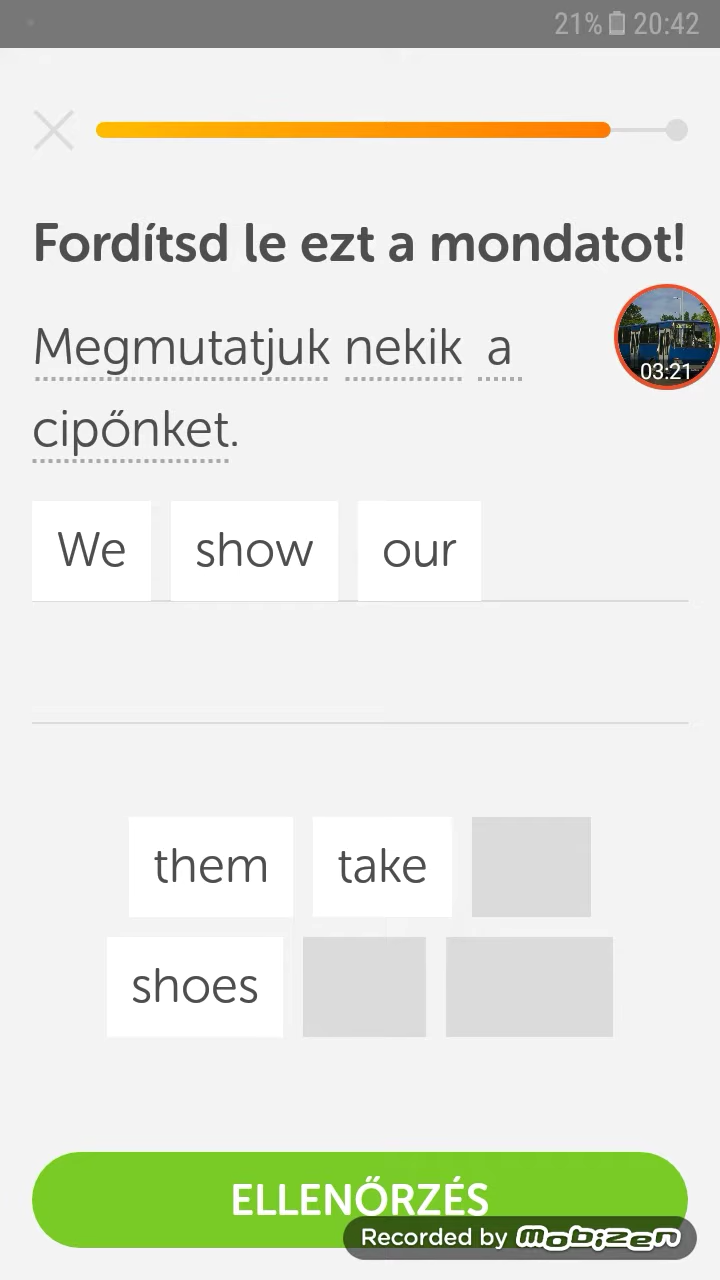 21% 20:42
Fordítsd le ezt a mondatot!
Megmutatjuk nekik a
cipőnket.
03:21
We show our
them take
shoes
ELLENŐRZÉS
Recorded by mobizen